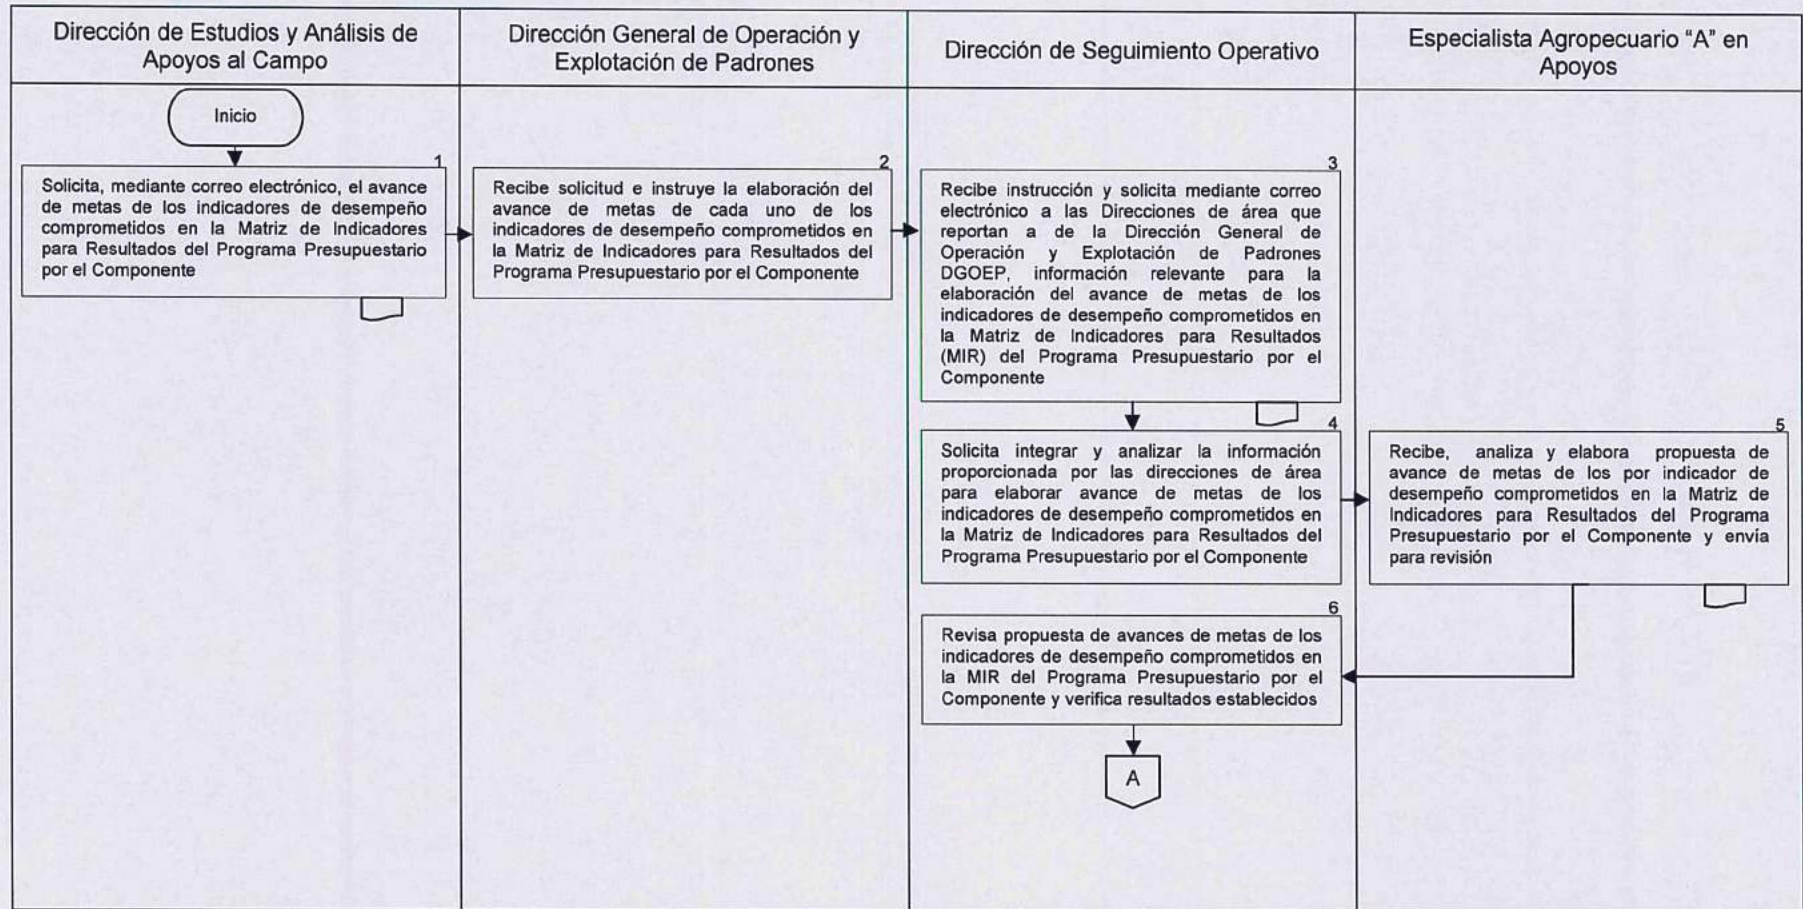 Dirección de Estudios y Análisis de
Apoyos al Campo
Dirección General de Operación y
Explotación de Padrones
Dirección de Seguimiento Operativo
Especialista Agropecuario "A" en
Apoyos
Inicio
1
Solicita, mediante correo electrónico, el avance
de metas de los indicadores de desempeño
comprometidos en la Matriz de Indicadores
para Resultados del Programa Presupuestario
por el Componente
2
Recibe solicitud e instruye la elaboración del
avance de metas de cada uno de los
indicadores de desempeño comprometidos en
la Matriz de Indicadores para Resultados del
Programa Presupuestario por el Componente
3
Recibe instrucción y solicita mediante correo
electrónico a las Direcciones de área que
reportan a de la Dirección General de
Operación y Explotación de Padrones
DGOEP, información relevante para la
elaboración del avance de metas de los
indicadores de desempeño comprometidos en
la Matriz de Indicadores para Resultados
(MIR) del Programa Presupuestario por el
Componente
4
Solicita integrar y analizar la información
proporcionada por las direcciones de área
para elaborar avance de metas de los
indicadores de desempeño comprometidos en
la Matriz de Indicadores para Resultados del
Programa Presupuestario por el Componente
5
Recibe, analiza y elabora propuesta de
avance de metas de los por indicador de
desempeño comprometidos en la Matriz de
Indicadores para Resultados del Programa
Presupuestario por el Componente y envía
para revisión
6
Revisa propuesta de avances de metas de los
indicadores de desempeño comprometidos en
la MIR del Programa Presupuestario por el
Componente y verifica resultados establecidos
A